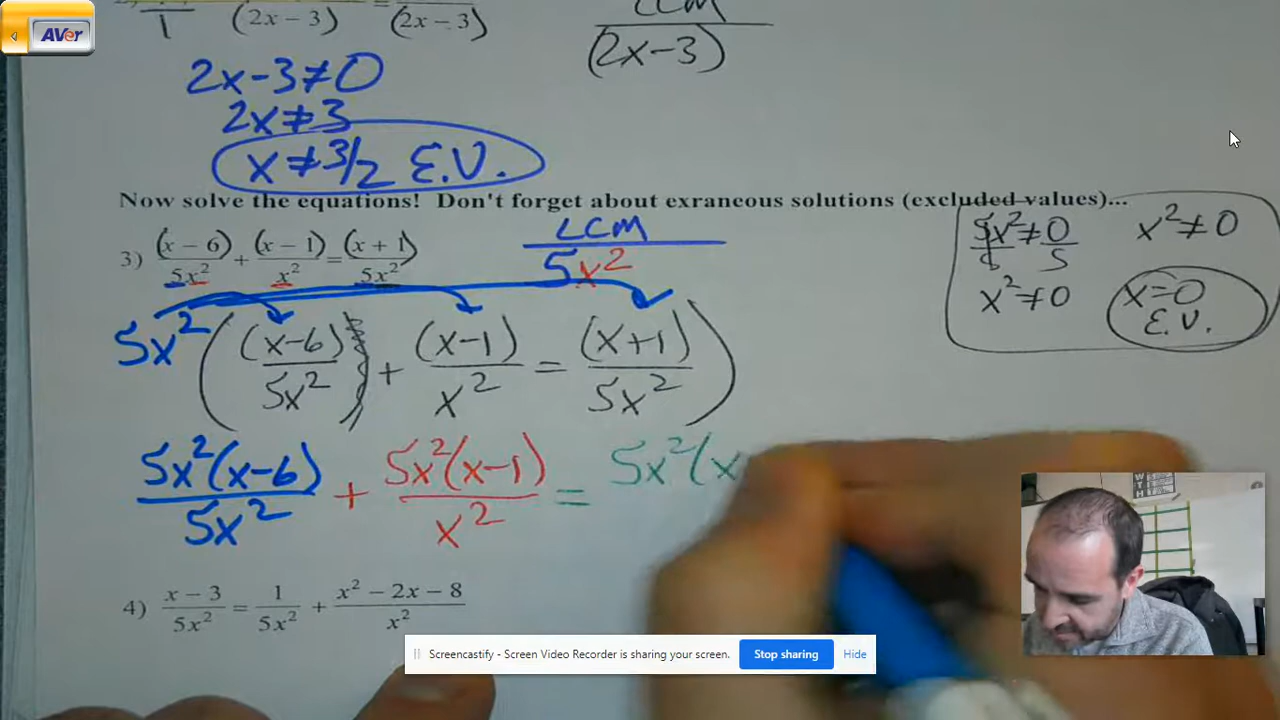 AVer
1 (2x-3) = (2x-3)
LCM
(2x-3)
2x-3≠0
2x≠3
x≠3/2 E.V.
Now solve the equations! Don't forget about exraneous solutions (excluded values)...
3) (x-6)/5x² + (x-1)/x² = (x+1)/5x²
LCM
5x²
5x²≠0
5 5
x²≠0
x²≠0
x=0
E.V.
5x²((x-6)/5x² + (x-1)/x² = (x+1)/5x²)
5x²(x-6)/5x² + 5x²(x-1)/x² = 5x²(x
4) x-3/5x² = 1/5x² + x²-2x-8/x²
Screencastify - Screen Video Recorder is sharing your screen. Stop sharing Hide